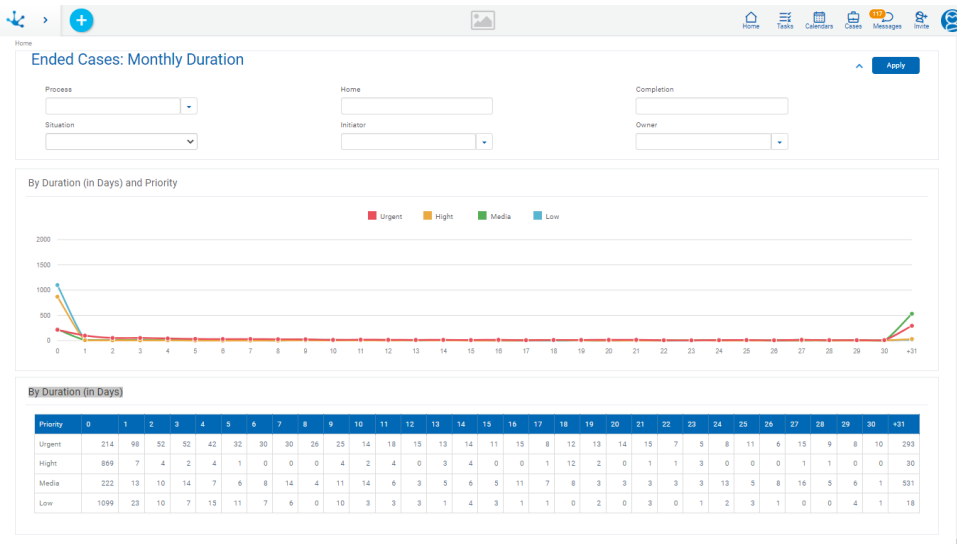 117
Home Tasks Calendars Cases Messages Invite
Home
Ended Cases: Monthly Duration
Apply
Process Home Completion
Situation Initiator Owner
By Duration (in Days) and Priority
Urgent Hight Media Low
2000
1500
1000
500
0
0 1 2 3 4 5 6 7 8 9 10 11 12 13 14 15 16 17 18 19 20 21 22 23 24 25 26 27 28 29 30 +31
By Duration (in Days)
Priority 0 1 2 3 4 5 6 7 8 9 10 11 12 13 14 15 16 17 18 19 20 21 22 23 24 25 26 27 28 29 30 +31
Urgent 214 98 52 52 42 32 30 30 26 25 14 18 15 13 14 11 15 8 12 13 14 15 7 5 8 11 6 15 9 8 10 293
Hight 869 7 4 2 4 1 0 0 0 4 2 4 0 3 4 0 0 1 12 2 0 1 1 3 0 0 0 1 1 0 0 30
Media 222 13 10 14 7 6 8 14 4 11 14 6 3 5 6 5 11 7 8 3 3 3 3 3 13 5 8 16 5 6 1 531
Low 1099 23 10 7 15 11 7 6 0 10 3 3 3 1 4 3 1 1 0 2 0 3 0 1 2 3 1 0 0 4 1 18